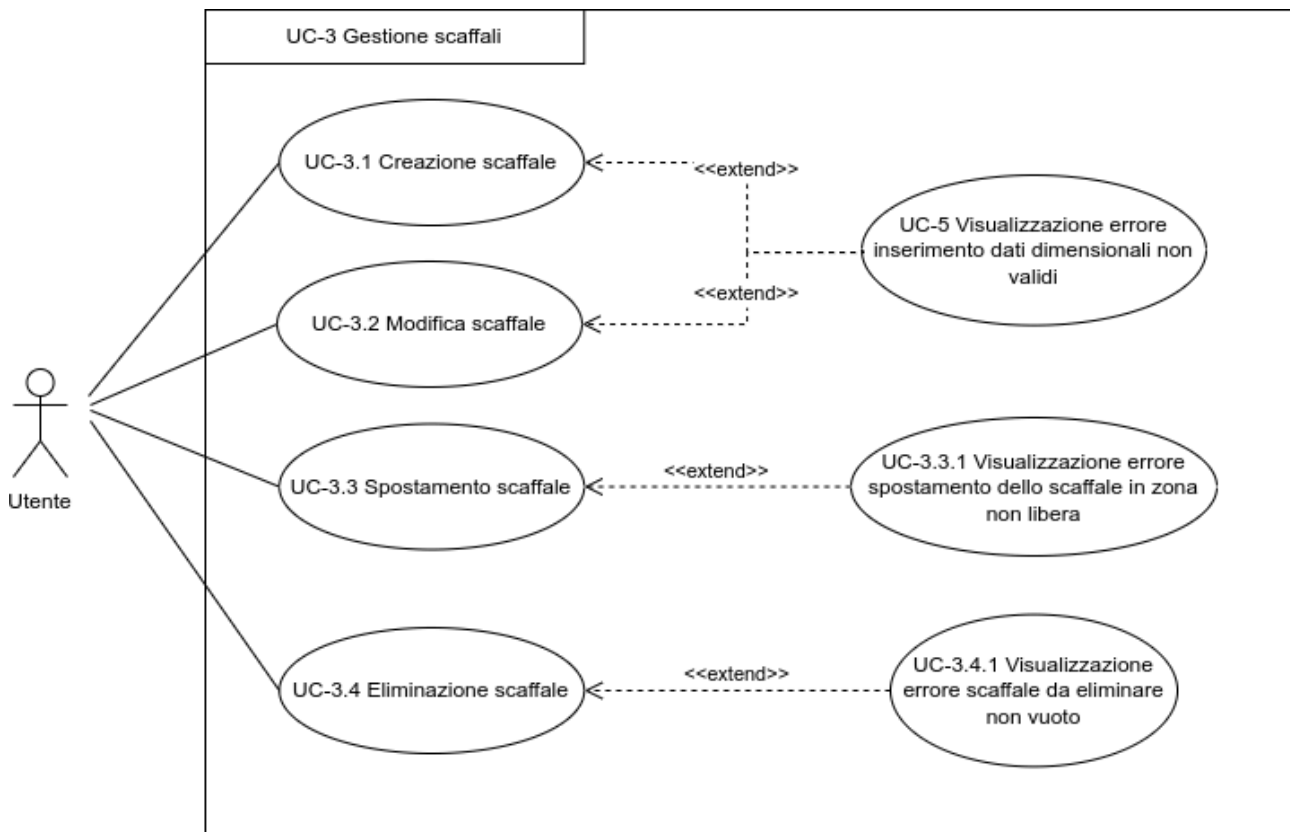 UC-3 Gestione scaffali
UC-3.1 Creazione scaffale
<<extend>>
UC-5 Visualizzazione errore
inserimento dati dimensionali non
validi
<<extend>>
UC-3.2 Modifica scaffale
Utente
UC-3.3 Spostamento scaffale
<<extend>>
UC-3.3.1 Visualizzazione errore
spostamento dello scaffale in zona
non libera
UC-3.4 Eliminazione scaffale
<<extend>>
UC-3.4.1 Visualizzazione
errore scaffale da eliminare
non vuoto